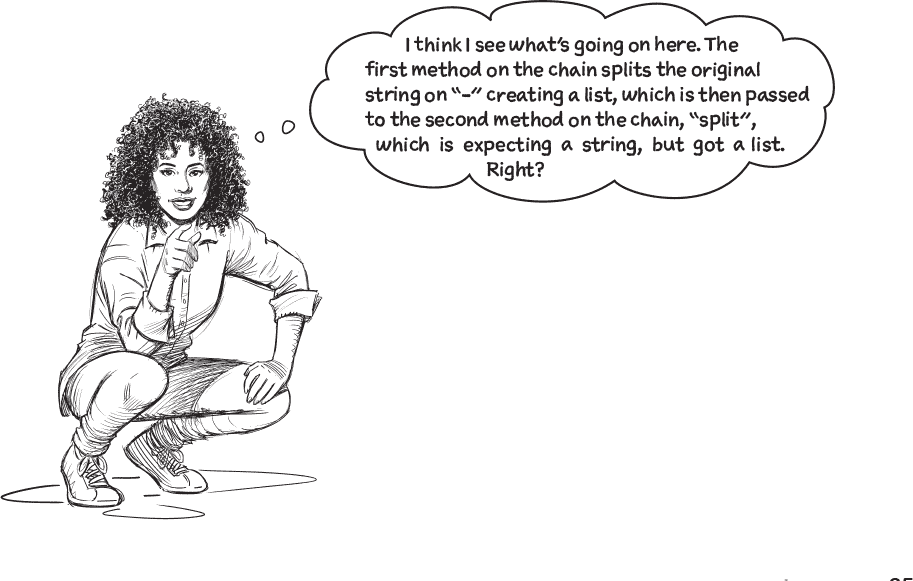 I think I see what's going on here. The
first method on the chain splits the original
string on “-” creating a list, which is then passed
to the second method on the chain, “split”,
which is expecting a string, but got a list.
Right?